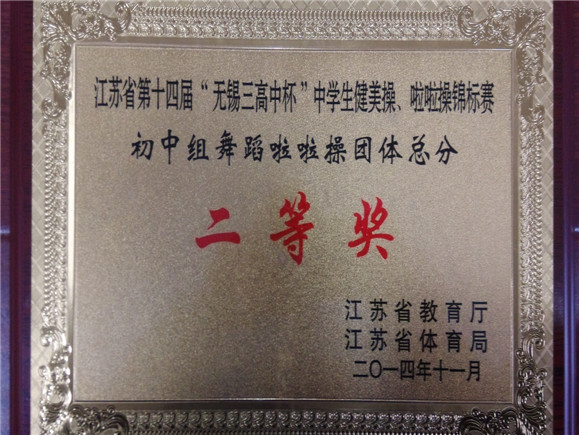 江苏省第十四届“无锡三高中杯”中学生健美操、啦啦操锦标赛
初中组舞蹈啦啦操团体总分
二等奖
江苏省教育厅
江苏省体育局
二〇一四年十一月